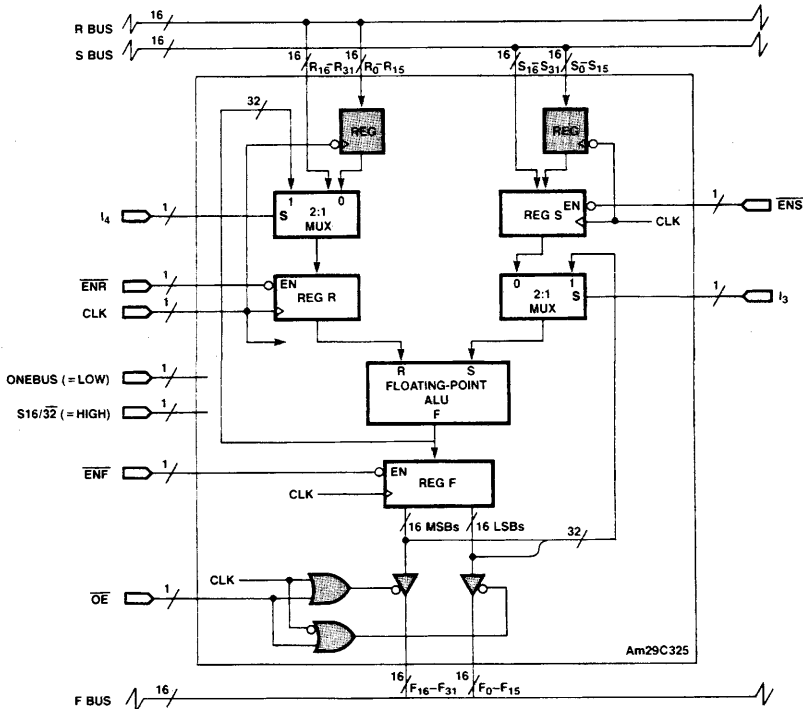 R BUS 16
S BUS 16
16 R16–R31 16 R0–R15 16 S16–S31 16 S0–S15
32
REG REG
I4 1 S 1 2:1 MUX 0
REG S EN 1 ENS
CLK
ENR 1 EN REG R
CLK 1
0 2:1 MUX 1 S 1 I3
ONEBUS (=LOW) 1
R S
FLOATING-POINT
ALU
F
S16/32 (=HIGH) 1
ENF 1 EN REG F
CLK
16 MSBs 16 LSBs 32
CLK
OE 1
Am29C325
16 F16–F31 16 F0–F15
F BUS 16